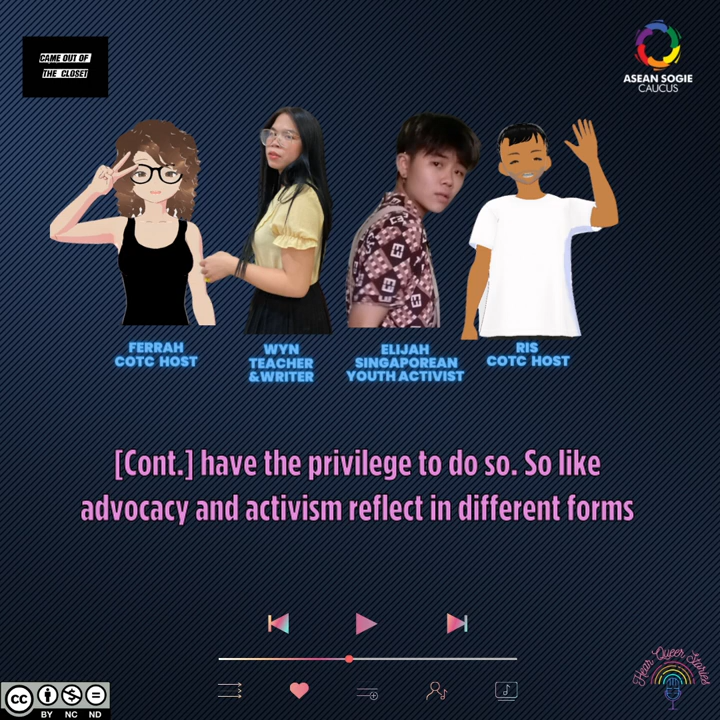 CAME OUT OF
THE CLOSET
ASEAN SOGIE
CAUCUS
FERRAH
COTC HOST
WYN
TEACHER
&WRITER
ELIJAH
SINGAPOREAN
YOUTH ACTIVIST
RIS
COTC HOST
[Cont.] have the privilege to do so. So like
advocacy and activism reflect in different forms
Hear Queer Stories
cc
BY NC ND